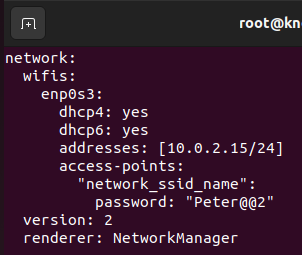 root@kn
network:
  wifis:
    enp0s3:
      dhcp4: yes
      dhcp6: yes
      addresses: [10.0.2.15/24]
      access-points:
        "network_ssid_name":
          password: "Peter@@2"
  version: 2
  renderer: NetworkManager